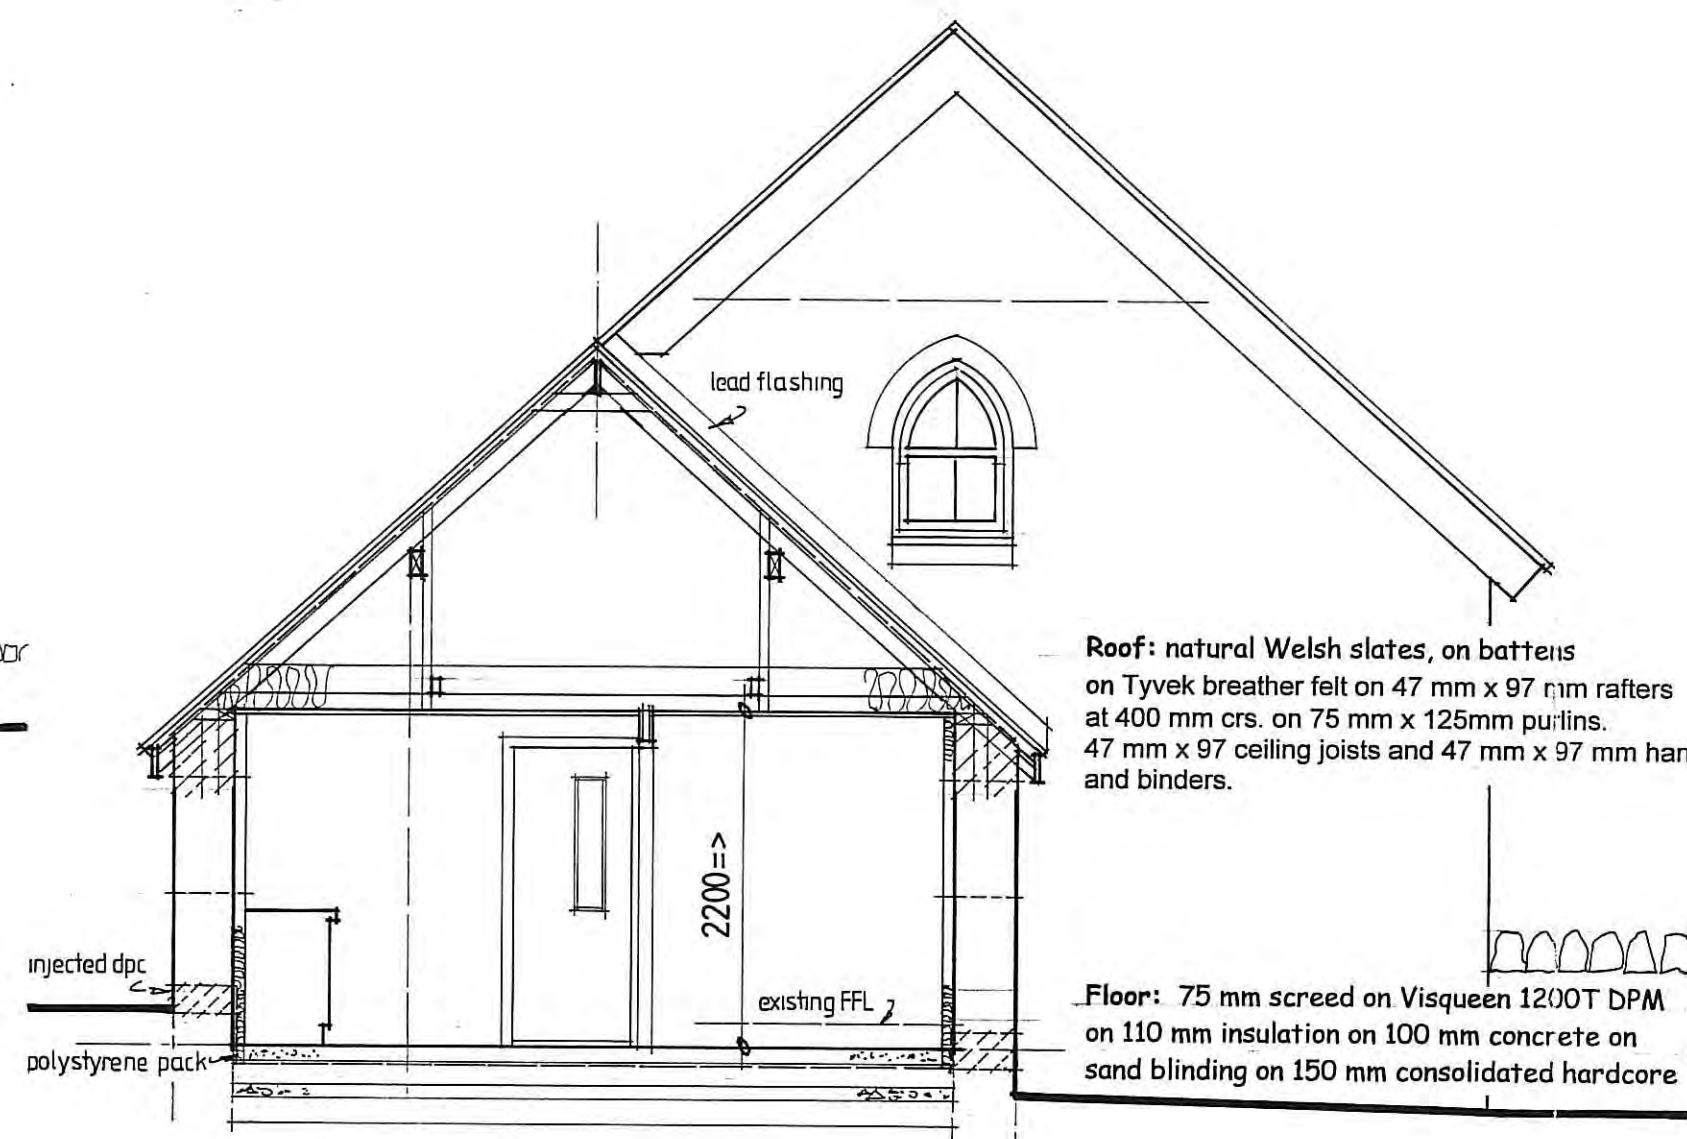 lead flashing
Roof: natural Welsh slates, on battens
on Tyvek breather felt on 47 mm x 97 mm rafters
at 400 mm crs. on 75 mm x 125mm purlins.
47 mm x 97 ceiling joists and 47 mm x 97 mm han
and binders.
2200=>
injected dpc
existing FFL
polystyrene pack
Floor: 75 mm screed on Visqueen 1200T DPM
on 110 mm insulation on 100 mm concrete on
sand blinding on 150 mm consolidated hardcore